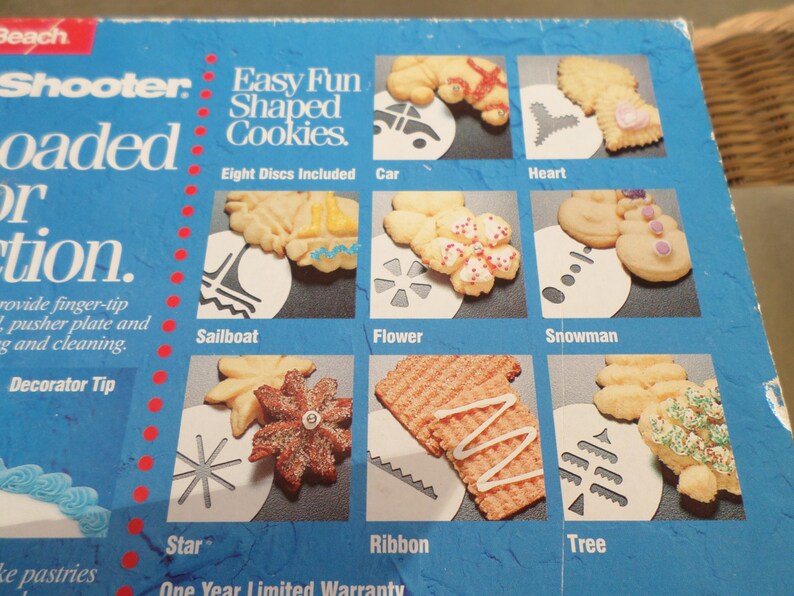 Beach®
Shooter®
oaded
or
ction.
provide finger-tip
l, pusher plate and
ng and cleaning.
Decorator Tip
ke pastries
Easy Fun
Shaped
Cookies.
Eight Discs Included
Car
Heart
Sailboat
Flower
Snowman
Star
Ribbon
Tree
One Year Limited Warranty